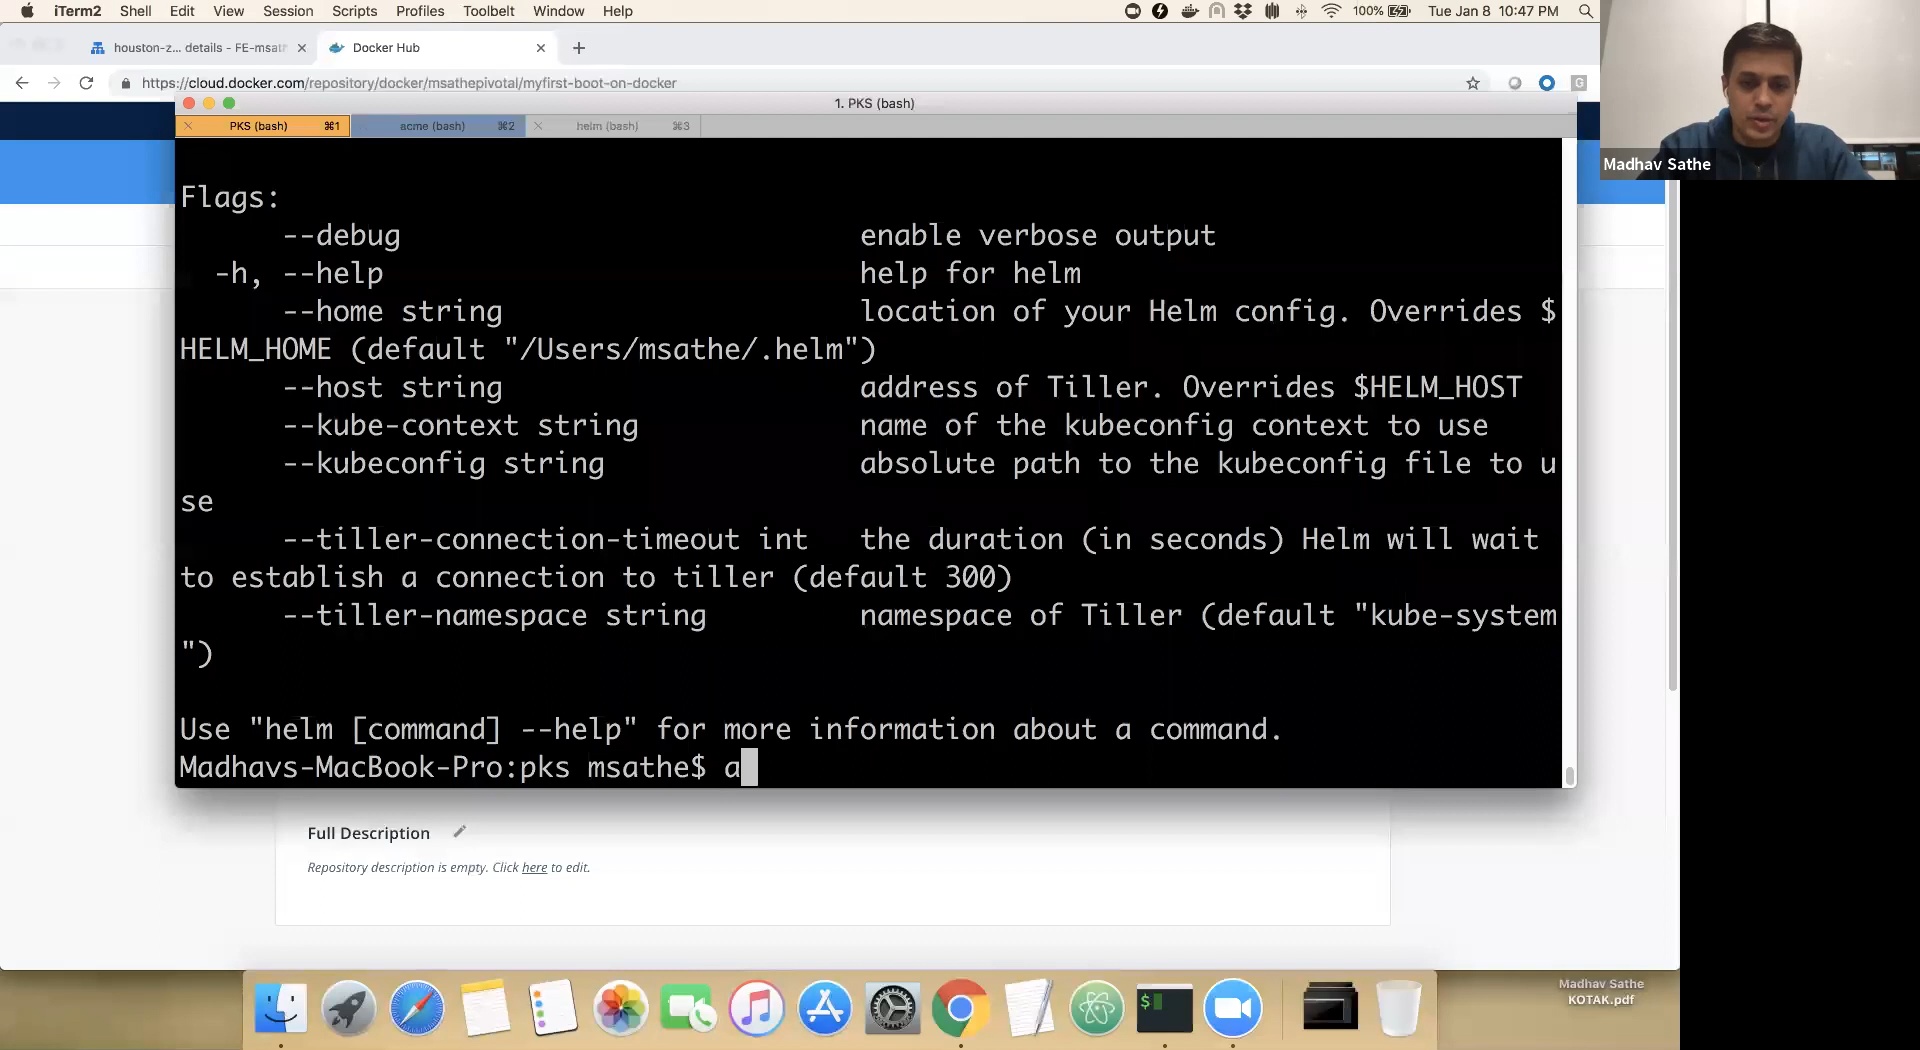 iTerm2 Shell Edit View Session Scripts Profiles Toolbelt Window Help 100% Tue Jan 8 10:47 PM
houston-z... details - FE-msath Docker Hub
https://cloud.docker.com/repository/docker/msathepivotal/myfirst-boot-on-docker
1. PKS (bash)
PKS (bash) ⌘1 acme (bash) ⌘2 helm (bash) ⌘3
Madhav Sathe
Flags:
--debug enable verbose output
-h, --help help for helm
--home string location of your Helm config. Overrides $
HELM_HOME (default "/Users/msathe/.helm")
--host string address of Tiller. Overrides $HELM_HOST
--kube-context string name of the kubeconfig context to use
--kubeconfig string absolute path to the kubeconfig file to u
se
--tiller-connection-timeout int the duration (in seconds) Helm will wait
to establish a connection to tiller (default 300)
--tiller-namespace string namespace of Tiller (default "kube-system
")
Use "helm [command] --help" for more information about a command.
Madhavs-MacBook-Pro:pks msathe$ a
Full Description
Repository description is empty. Click here to edit.
Madhav Sathe
KOTAK.pdf